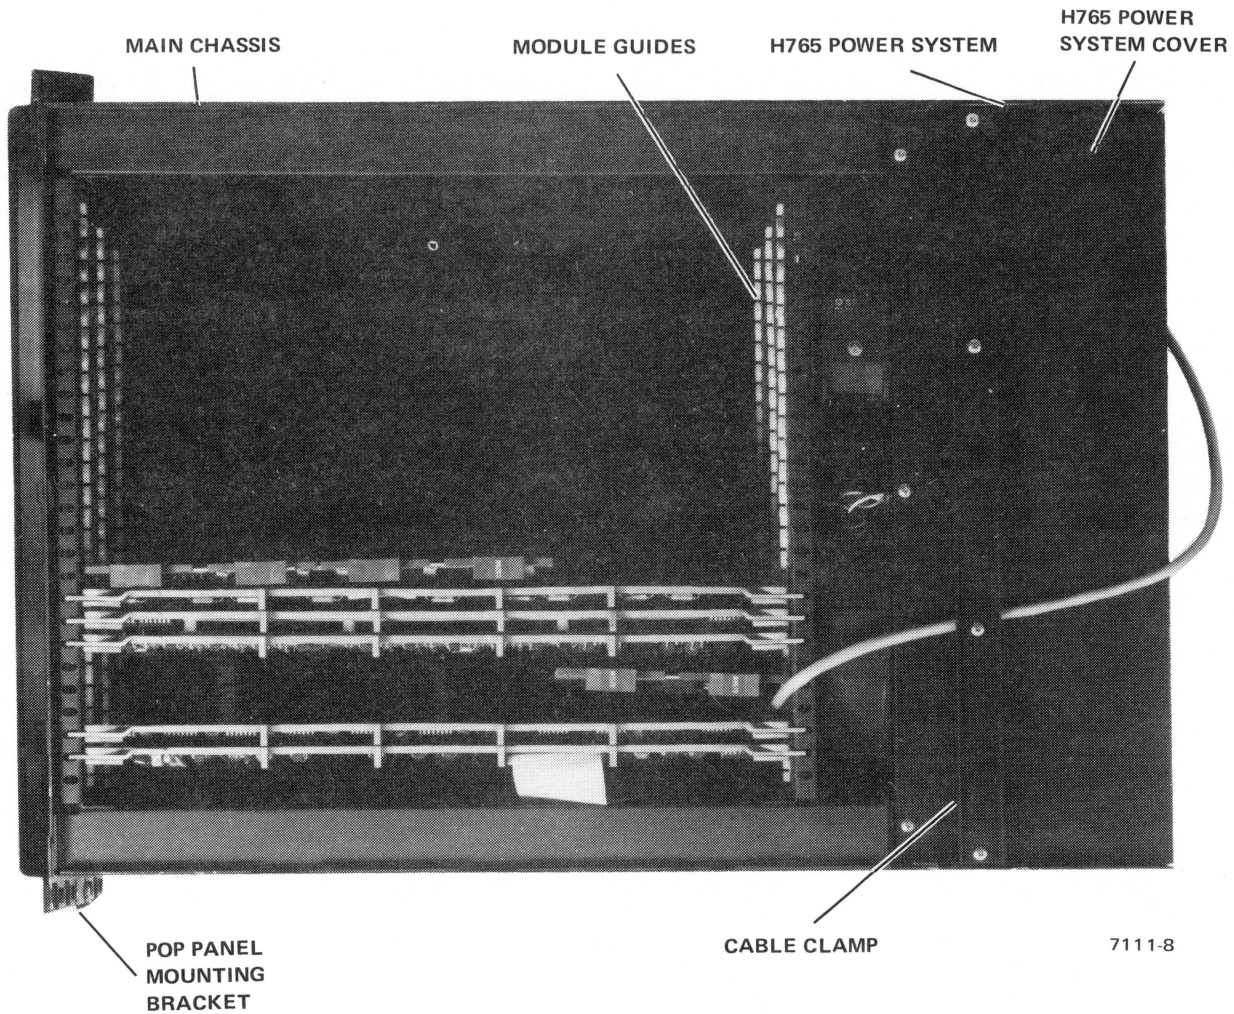 H765 POWER
SYSTEM COVER
MAIN CHASSIS
MODULE GUIDES
H765 POWER SYSTEM
POP PANEL
MOUNTING
BRACKET
CABLE CLAMP
7111-8